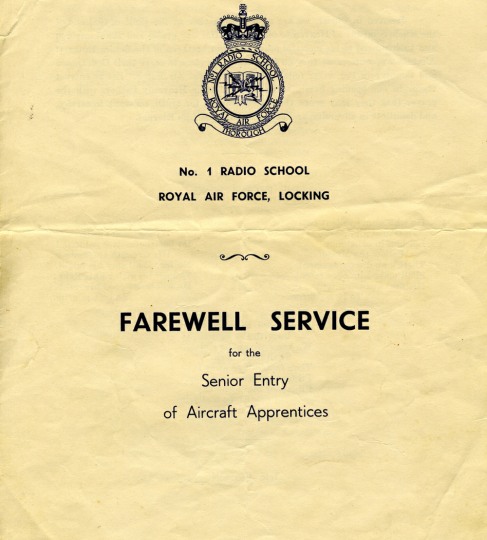 No 1 RADIO SCHOOL
ROYAL AIR FORCE
THOROUGH
No. 1 RADIO SCHOOL
ROYAL AIR FORCE, LOCKING
FAREWELL SERVICE
for the
Senior Entry
of Aircraft Apprentices